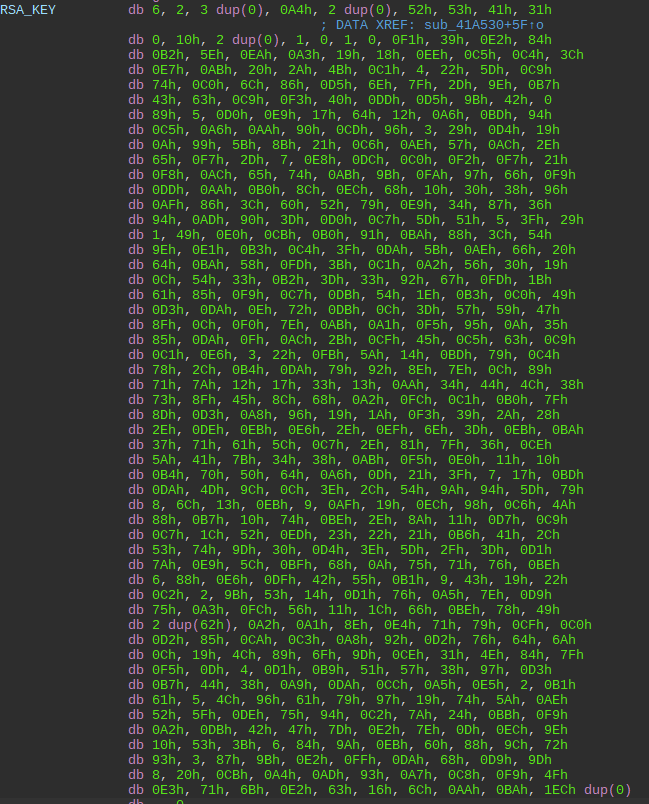 RSA_KEY db 6, 2, 3 dup(0), 0A4h, 2 dup(0), 52h, 53h, 41h, 31h
; DATA XREF: sub_41A530+5F↑o
db 0, 10h, 2 dup(0), 1, 0, 1, 0, 0F1h, 39h, 0E2h, 84h
db 0B2h, 5Eh, 0EAh, 0A3h, 19h, 18h, 0EEh, 0C5h, 0C4h, 3Ch
db 0E7h, 0ABh, 20h, 2Ah, 4Bh, 0C1h, 4, 22h, 5Dh, 0C9h
db 74h, 0C0h, 6Ch, 86h, 0D5h, 6Eh, 7Fh, 2Dh, 9Eh, 0B7h
db 43h, 63h, 0C9h, 0F3h, 40h, 0DDh, 0D5h, 9Bh, 42h, 0
db 89h, 5, 0D0h, 0E9h, 17h, 64h, 12h, 0A6h, 0BDh, 94h
db 0C5h, 0A6h, 0AAh, 90h, 0CDh, 96h, 3, 29h, 0D4h, 19h
db 0Ah, 99h, 5Bh, 8Bh, 21h, 0C6h, 0AEh, 57h, 0ACh, 2Eh
db 65h, 0F7h, 2Dh, 7, 0E8h, 0DCh, 0C0h, 0F2h, 0F7h, 21h
db 0F8h, 0ACh, 65h, 74h, 0ABh, 9Bh, 0FAh, 97h, 66h, 0F9h
db 0DDh, 0AAh, 0B0h, 8Ch, 0ECh, 68h, 10h, 30h, 38h, 96h
db 0AFh, 86h, 3Ch, 60h, 52h, 79h, 0E9h, 34h, 87h, 36h
db 94h, 0ADh, 90h, 3Dh, 0D0h, 0C7h, 5Dh, 51h, 5, 3Fh, 29h
db 1, 49h, 0E0h, 0CBh, 0B0h, 91h, 0BAh, 88h, 3Ch, 54h
db 9Eh, 0E1h, 0B3h, 0C4h, 3Fh, 0DAh, 5Bh, 0AEh, 66h, 20h
db 64h, 0BAh, 58h, 0FDh, 3Bh, 0C1h, 0A2h, 56h, 30h, 19h
db 0Ch, 54h, 33h, 0B2h, 3Dh, 33h, 92h, 67h, 0FDh, 1Bh
db 61h, 85h, 0F9h, 0C7h, 0DBh, 54h, 1Eh, 0B3h, 0C0h, 49h
db 0D3h, 0DAh, 0Eh, 72h, 0DBh, 0Ch, 3Dh, 57h, 59h, 47h
db 8Fh, 0Ch, 0F0h, 7Eh, 0ABh, 0A1h, 0F5h, 95h, 0Ah, 35h
db 85h, 0DAh, 0Fh, 0ACh, 2Bh, 0CFh, 45h, 0C5h, 63h, 0C9h
db 0C1h, 0E6h, 3, 22h, 0FBh, 5Ah, 14h, 0BDh, 79h, 0C4h
db 78h, 2Ch, 0B4h, 0DAh, 79h, 92h, 8Eh, 7Eh, 0Ch, 89h
db 71h, 7Ah, 12h, 17h, 33h, 13h, 0AAh, 34h, 44h, 4Ch, 38h
db 73h, 8Fh, 45h, 8Ch, 68h, 0A2h, 0FCh, 0C1h, 0B0h, 7Fh
db 8Dh, 0D3h, 0A8h, 96h, 19h, 1Ah, 0F3h, 39h, 2Ah, 28h
db 2Eh, 0DEh, 0EBh, 0E6h, 2Eh, 0EFh, 6Eh, 3Dh, 0EBh, 0BAh
db 37h, 71h, 61h, 5Ch, 0C7h, 2Eh, 81h, 7Fh, 36h, 0CEh
db 5Ah, 41h, 7Bh, 34h, 38h, 0ABh, 0F5h, 0E0h, 11h, 10h
db 0B4h, 70h, 50h, 64h, 0A6h, 0Dh, 21h, 3Fh, 7, 17h, 0BDh
db 0DAh, 4Dh, 9Ch, 0Ch, 3Eh, 2Ch, 54h, 9Ah, 94h, 5Dh, 79h
db 8, 6Ch, 13h, 0EBh, 9, 0AFh, 19h, 0ECh, 98h, 0C6h, 4Ah
db 88h, 0B7h, 10h, 74h, 0BEh, 2Eh, 8Ah, 11h, 0D7h, 0C9h
db 0C7h, 1Ch, 52h, 0EDh, 23h, 22h, 21h, 0B6h, 41h, 2Ch
db 53h, 74h, 9Dh, 30h, 0D4h, 3Eh, 5Dh, 2Fh, 3Dh, 0D1h
db 7Ah, 0E9h, 5Ch, 0BFh, 68h, 0Ah, 75h, 71h, 76h, 0BEh
db 6, 88h, 0E6h, 0DFh, 42h, 55h, 0B1h, 9, 43h, 19h, 22h
db 0C2h, 2, 9Bh, 53h, 14h, 0D1h, 76h, 0A5h, 7Eh, 0D9h
db 75h, 0A3h, 0FCh, 56h, 11h, 1Ch, 66h, 0BEh, 78h, 49h
db 2 dup(62h), 0A2h, 0A1h, 8Eh, 0E4h, 71h, 79h, 0CFh, 0C0h
db 0D2h, 85h, 0CAh, 0C3h, 0A8h, 92h, 0D2h, 76h, 64h, 6Ah
db 0Ch, 19h, 4Ch, 89h, 6Fh, 9Dh, 0CEh, 31h, 4Eh, 84h, 7Fh
db 0F5h, 0Dh, 4, 0D1h, 0B9h, 51h, 57h, 38h, 97h, 0D3h
db 0B7h, 44h, 38h, 0A9h, 0DAh, 0CCh, 0A5h, 0E5h, 2, 0B1h
db 61h, 5, 4Ch, 96h, 61h, 79h, 97h, 19h, 74h, 5Ah, 0AEh
db 52h, 5Fh, 0DEh, 75h, 94h, 0C2h, 7Ah, 24h, 0BBh, 0F9h
db 0A2h, 0DBh, 42h, 47h, 7Dh, 0E2h, 7Eh, 0Dh, 0ECh, 9Eh
db 10h, 53h, 3Bh, 6, 84h, 9Ah, 0EBh, 60h, 88h, 9Ch, 72h
db 93h, 3, 87h, 9Bh, 0E2h, 0FFh, 0DAh, 68h, 0D9h, 9Dh
db 8, 20h, 0CBh, 0A4h, 0ADh, 93h, 0A7h, 0C8h, 0F9h, 4Fh
db 0E3h, 71h, 6Bh, 0E2h, 63h, 16h, 6Ch, 0AAh, 0BAh, 1ECh dup(0)